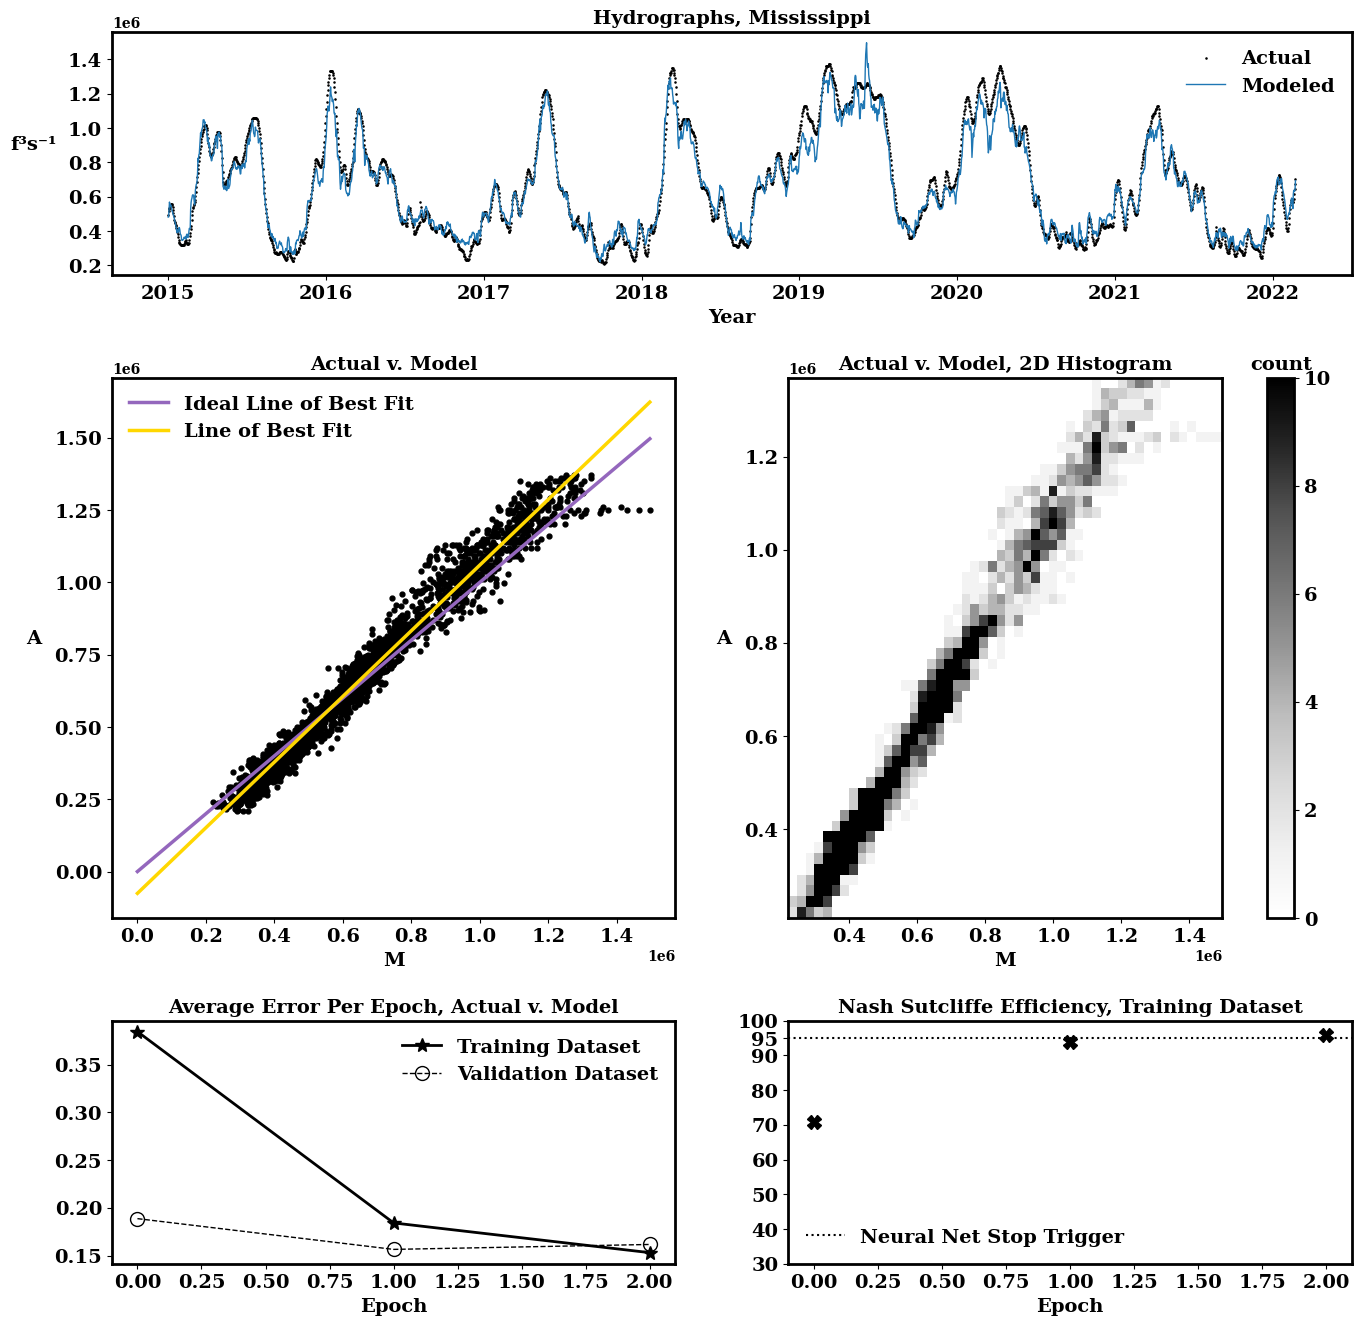 Hydrographs, Mississippi
1e6
1.4
1.2
1.0
0.8
0.6
0.4
0.2
f³s⁻¹
Actual
Modeled
2015 2016 2017 2018 2019 2020 2021 2022
Year
Actual v. Model
1e6
Ideal Line of Best Fit
Line of Best Fit
1.50
1.25
1.00
0.75
0.50
0.25
0.00
A
0.0 0.2 0.4 0.6 0.8 1.0 1.2 1.4
1e6
M
Actual v. Model, 2D Histogram
1e6
1.2
1.0
0.8
0.6
0.4
A
0.4 0.6 0.8 1.0 1.2 1.4
1e6
M
count
10
8
6
4
2
0
Average Error Per Epoch, Actual v. Model
0.35
0.30
0.25
0.20
0.15
Training Dataset
Validation Dataset
0.00 0.25 0.50 0.75 1.00 1.25 1.50 1.75 2.00
Epoch
Nash Sutcliffe Efficiency, Training Dataset
100
95
90
80
70
60
50
40
30
Neural Net Stop Trigger
0.00 0.25 0.50 0.75 1.00 1.25 1.50 1.75 2.00
Epoch